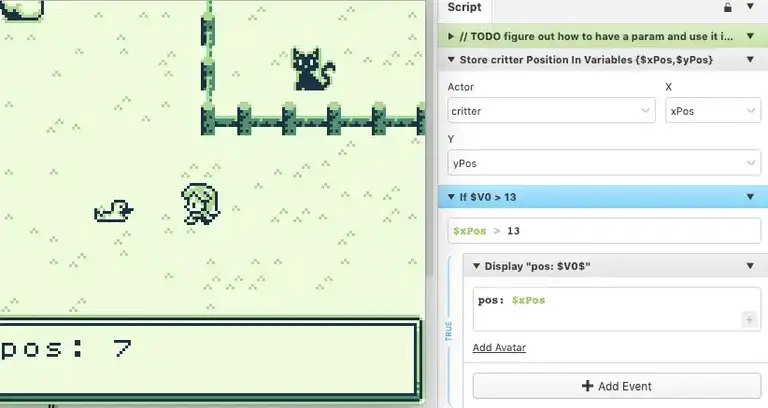 Script
// TODO figure out how to have a param and use it i...
Store critter Position In Variables {$xPos,$yPos}
Actor
X
critter
xPos
Y
yPos
If $V0 > 13
$xPos > 13
Display "pos: $V0$"
pos: $xPos
TRUE
Add Avatar
Add Event
pos: 7